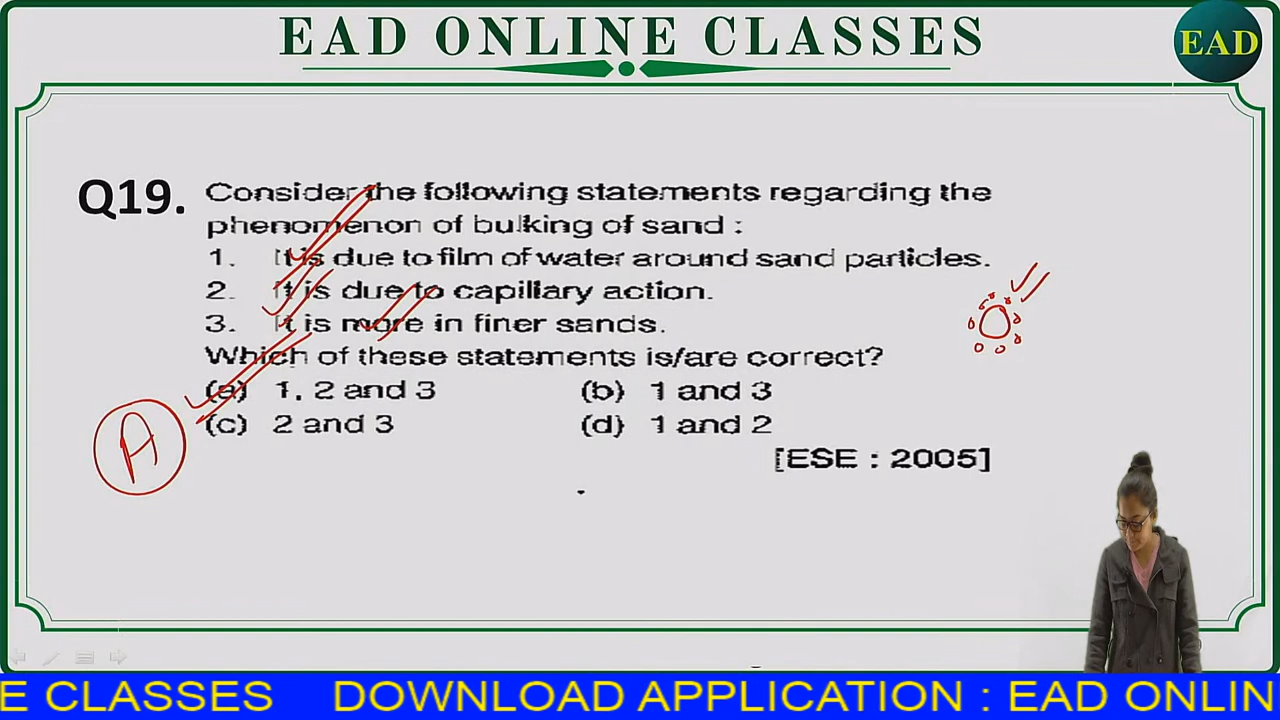 EAD ONLINE CLASSES
EAD
Q19. Consider the following statements regarding the
phenomenon of bulking of sand :
1. It is due to film of water around sand particles.
2. It is due to capillary action.
3. It is more in finer sands.
Which of these statements is/are correct?
(a) 1, 2 and 3 (b) 1 and 3
(c) 2 and 3 (d) 1 and 2
A
[ESE : 2005]
E CLASSES DOWNLOAD APPLICATION : EAD ONLIN